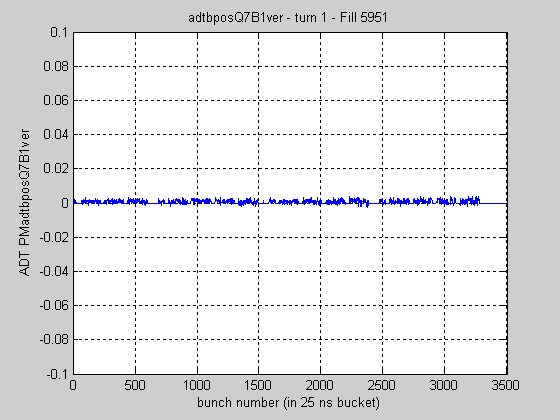 adtbposQ7B1ver - turn 1 - Fill 5951
0.1
0.08
0.06
0.04
0.02
0
-0.02
-0.04
-0.06
-0.08
-0.1
ADT PMadtbposQ7B1ver
0 500 1000 1500 2000 2500 3000 3500
bunch number (in 25 ns bucket)